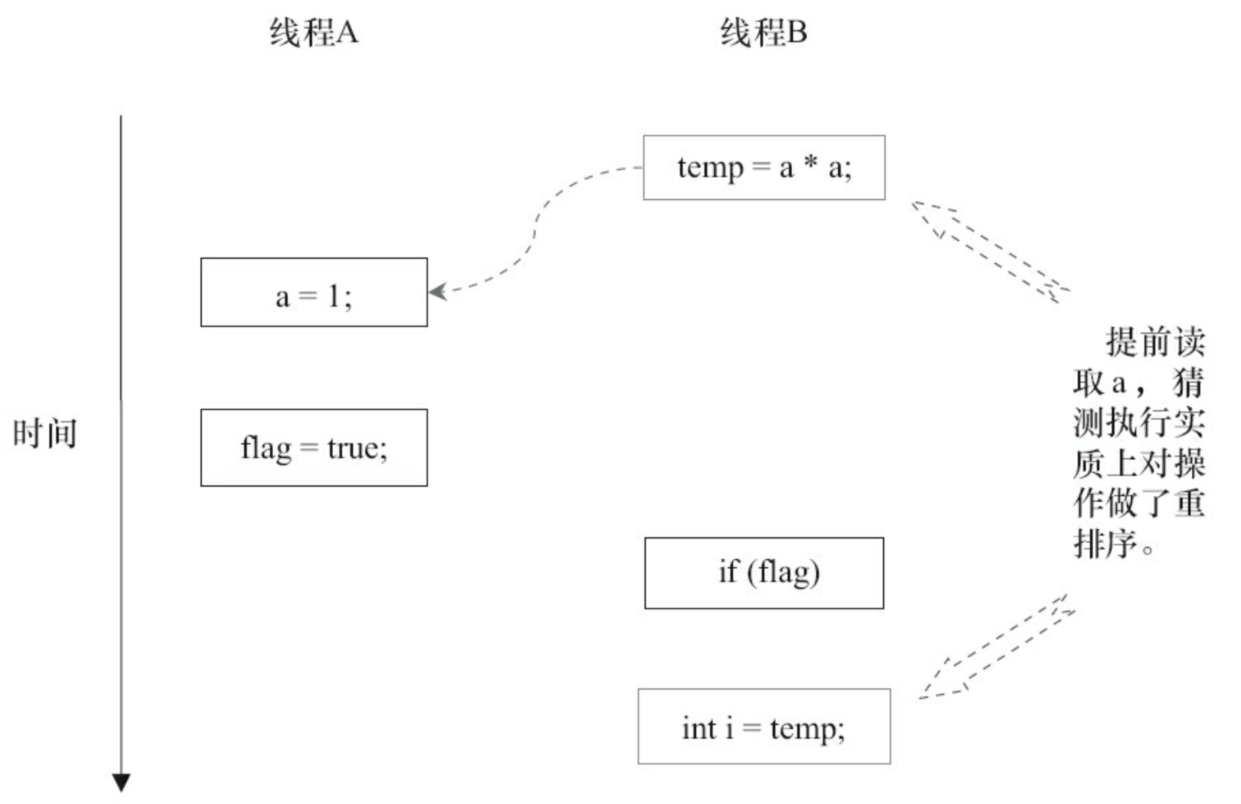 线程A
线程B
temp = a * a;
a = 1;
提前读
取a，猜
测执行实
质上对操
作做了重
排序。
时间
flag = true;
if (flag)
int i = temp;